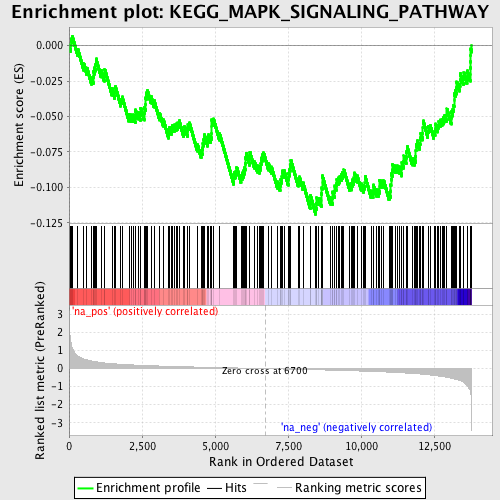 Enrichment plot: KEGG_MAPK_SIGNALING_PATHWAY
Enrichment score (ES)
0.000
-0.025
-0.050
-0.075
-0.100
-0.125
Ranked list metric (PreRanked)
'na_pos' (positively correlated)
3
2
1
0
-1
-2
-3
Zero cross at 6700
'na_neg' (negatively correlated)
0 2,500 5,000 7,500 10,000 12,500
Rank in Ordered Dataset
Enrichment profile Hits Ranking metric scores